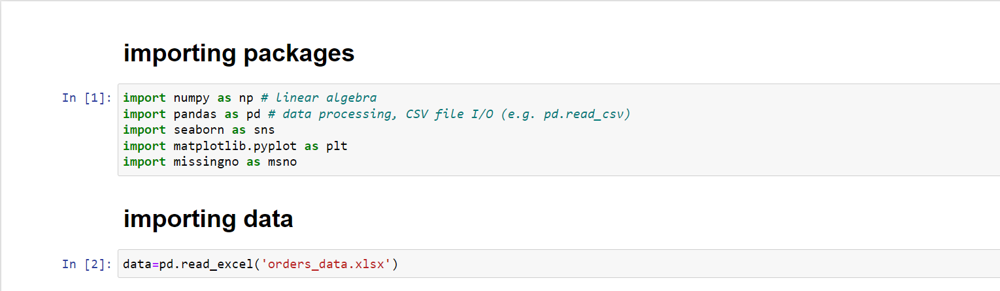 importing packages
In [1]: import numpy as np # linear algebra
import pandas as pd # data processing, CSV file I/O (e.g. pd.read_csv)
import seaborn as sns
import matplotlib.pyplot as plt
import missingno as msno
importing data
In [2]: data=pd.read_excel('orders_data.xlsx')